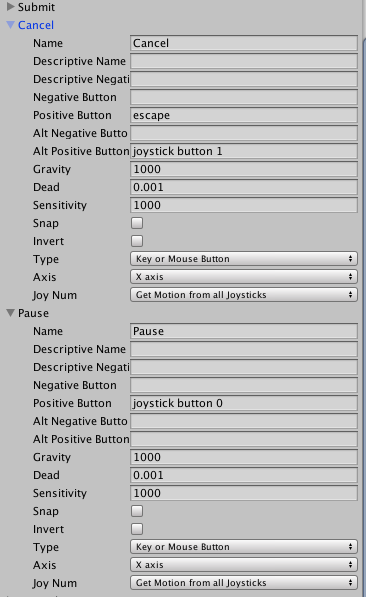 Submit
Cancel
Name Cancel
Descriptive Name
Descriptive Negati
Negative Button
Positive Button escape
Alt Negative Butto
Alt Positive Button joystick button 1
Gravity 1000
Dead 0.001
Sensitivity 1000
Snap
Invert
Type Key or Mouse Button
Axis X axis
Joy Num Get Motion from all Joysticks
Pause
Name Pause
Descriptive Name
Descriptive Negati
Negative Button
Positive Button joystick button 0
Alt Negative Butto
Alt Positive Button
Gravity 1000
Dead 0.001
Sensitivity 1000
Snap
Invert
Type Key or Mouse Button
Axis X axis
Joy Num Get Motion from all Joysticks